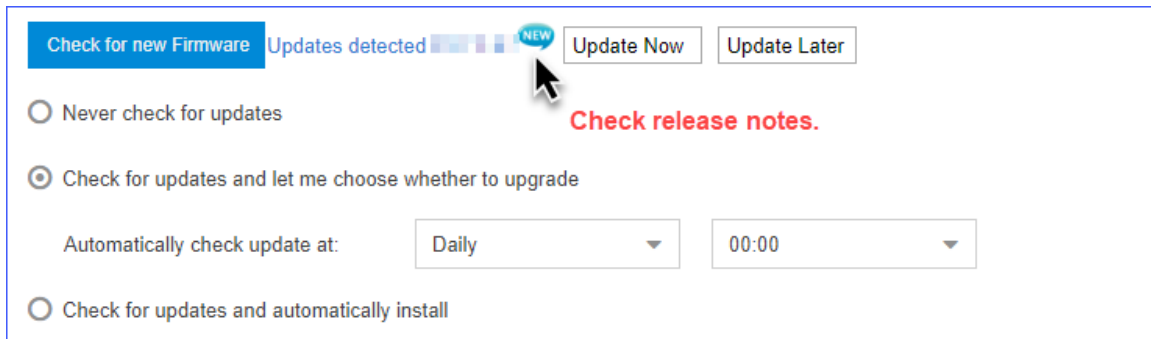 Check for new Firmware Updates detected NEW Update Now Update Later
Never check for updates
Check release notes.
Check for updates and let me choose whether to upgrade
Automatically check update at: Daily 00:00
Check for updates and automatically install